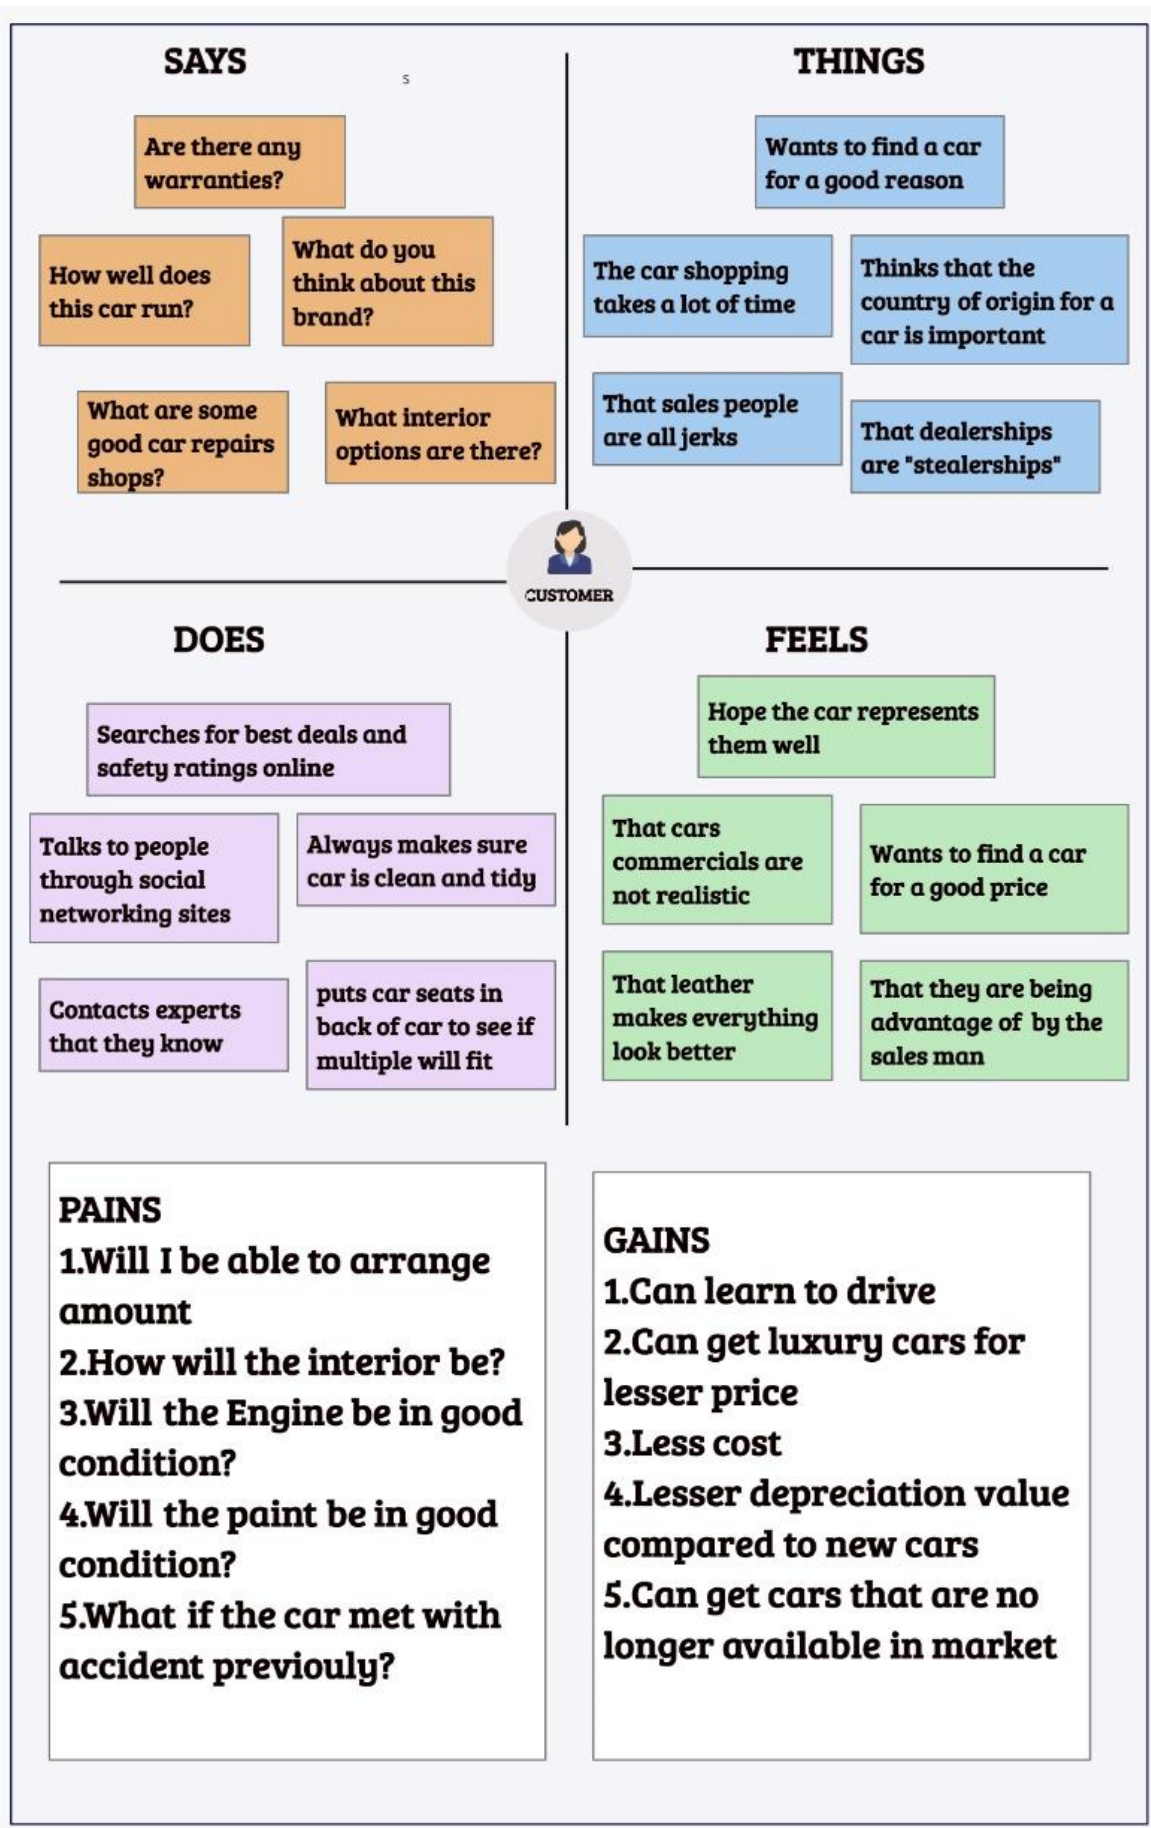 SAYS
s
Are there any
warranties?
How well does
this car run?
What do you
think about this
brand?
What are some
good car repairs
shops?
What interior
options are there?
THINGS
Wants to find a car
for a good reason
The car shopping
takes a lot of time
Thinks that the
country of origin for a
car is important
That sales people
are all jerks
That dealerships
are "stealerships"
CUSTOMER
DOES
Searches for best deals and
safety ratings online
Talks to people
through social
networking sites
Always makes sure
car is clean and tidy
Contacts experts
that they know
puts car seats in
back of car to see if
multiple will fit
FEELS
Hope the car represents
them well
That cars
commercials are
not realistic
Wants to find a car
for a good price
That leather
makes everything
look better
That they are being
advantage of by the
sales man
PAINS
1.Will I be able to arrange
amount
2.How will the interior be?
3.Will the Engine be in good
condition?
4.Will the paint be in good
condition?
5.What if the car met with
accident previouly?
GAINS
1.Can learn to drive
2.Can get luxury cars for
lesser price
3.Less cost
4.Lesser depreciation value
compared to new cars
5.Can get cars that are no
longer available in market